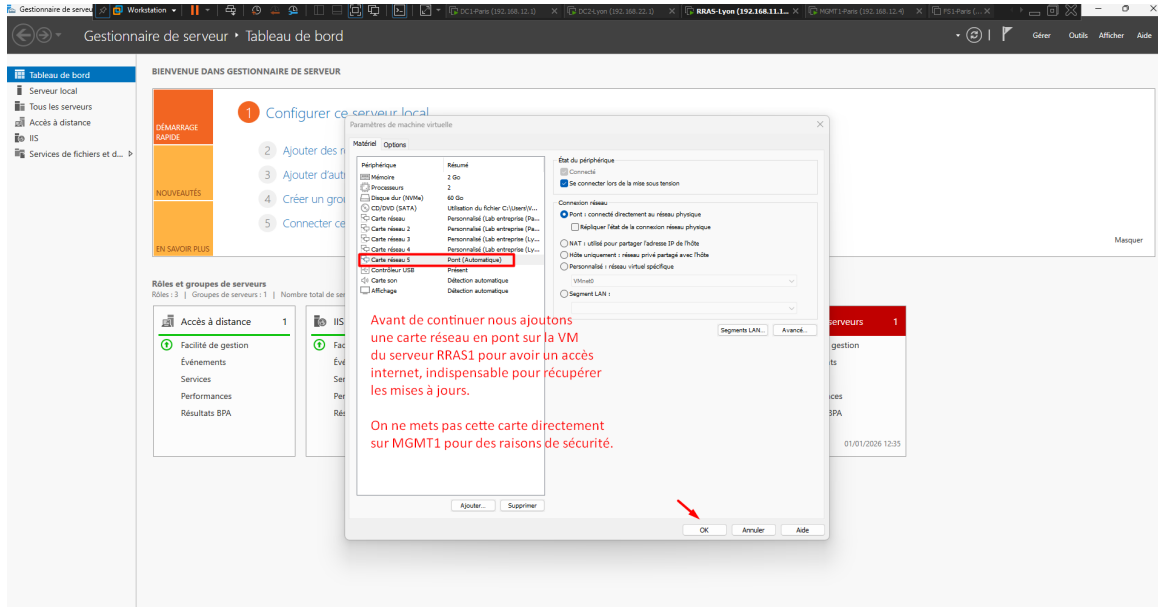 Gestionnaire de serveu
Workstation
DC1-Paris (192.168.12.1)
DC2-Lyon (192.168.22.1)
RRAS-Lyon (192.168.11.1...
MGMT1-Paris (192.168.12.4)
FS1-Paris (...
Gestionnaire de serveur • Tableau de bord
Gérer Outils Afficher Aide
Tableau de bord
Serveur local
Tous les serveurs
Accès à distance
IIS
Services de fichiers et d...
BIENVENUE DANS GESTIONNAIRE DE SERVEUR
DÉMARRAGE
RAPIDE
NOUVEAUTÉS
EN SAVOIR PLUS
1 Configurer ce serveur local
2 Ajouter des r
3 Ajouter d'aut
4 Créer un grou
5 Connecter ce
Masquer
Rôles et groupes de serveurs
Rôles : 3 | Groupes de serveurs : 1 | Nombre total de ser
Accès à distance 1
Facilité de gestion
Événements
Services
Performances
Résultats BPA
IIS
Fac
Évé
Ser
Per
Rés
serveurs 1
gestion
ts
ices
BPA
01/01/2026 12:35
Paramètres de machine virtuelle
Matériel Options
Périphérique Résumé
Mémoire 2 Go
Processeurs 2
Disque dur (NVMe) 60 Go
CD/DVD (SATA) Utilisation du fichier C:\Users\V...
Carte réseau Personnalisé (Lab entreprise (Pa...
Carte réseau 2 Personnalisé (Lab entreprise (Pa...
Carte réseau 3 Personnalisé (Lab entreprise (Ly...
Carte réseau 4 Personnalisé (Lab entreprise (Ly...
Carte réseau 5 Pont (Automatique)
Contrôleur USB Présent
Carte son Détection automatique
Affichage Détection automatique
État du périphérique
Connecté
Se connecter lors de la mise sous tension
Connexion réseau
Pont : connecté directement au réseau physique
Répliquer l'état de la connexion réseau physique
NAT : utilisé pour partager l'adresse IP de l'hôte
Hôte uniquement : réseau privé partagé avec l'hôte
Personnalisé : réseau virtuel spécifique
VMnet0
Segment LAN :
Segments LAN... Avancé...
Avant de continuer nous ajoutons
une carte réseau en pont sur la VM
du serveur RRAS1 pour avoir un accès
internet, indispensable pour récupérer
les mises à jours.
On ne mets pas cette carte directement
sur MGMT1 pour des raisons de sécurité.
Ajouter... Supprimer
OK Annuler Aide